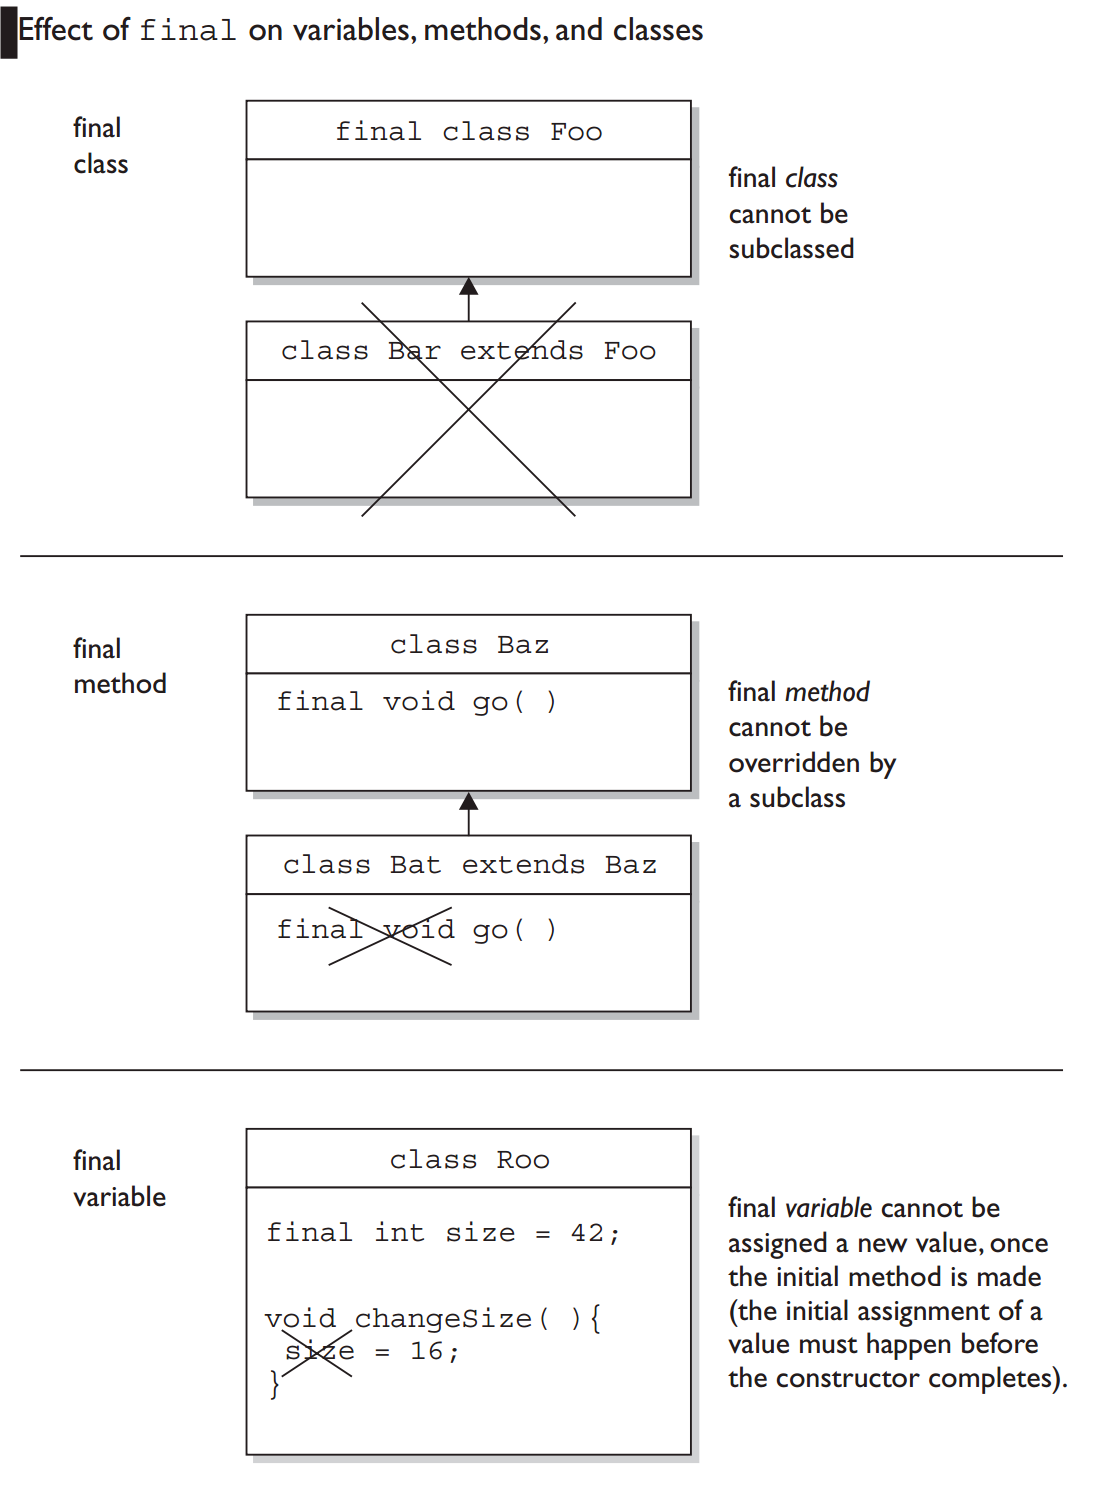 Effect of final on variables, methods, and classes
final
class
final class Foo
final class
cannot be
subclassed
class Bar extends Foo
final
method
class Baz
final void go( )
final method
cannot be
overridden by
a subclass
class Bat extends Baz
final void go( )
final
variable
class Roo
final int size = 42;
void changeSize( ){
size = 16;
}
final variable cannot be
assigned a new value, once
the initial method is made
(the initial assignment of a
value must happen before
the constructor completes).